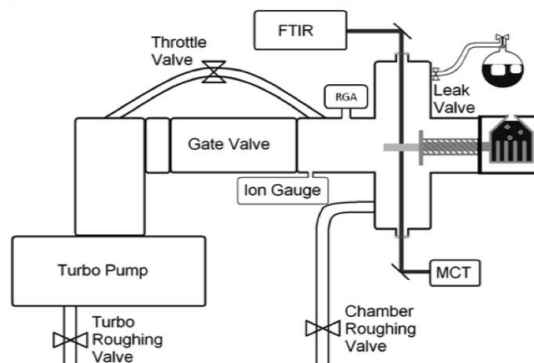 FTIR
Throttle
Valve
RGA
Leak
Valve
Gate Valve
Ion Gauge
Turbo Pump
MCT
Turbo
Roughing
Valve
Chamber
Roughing
Valve